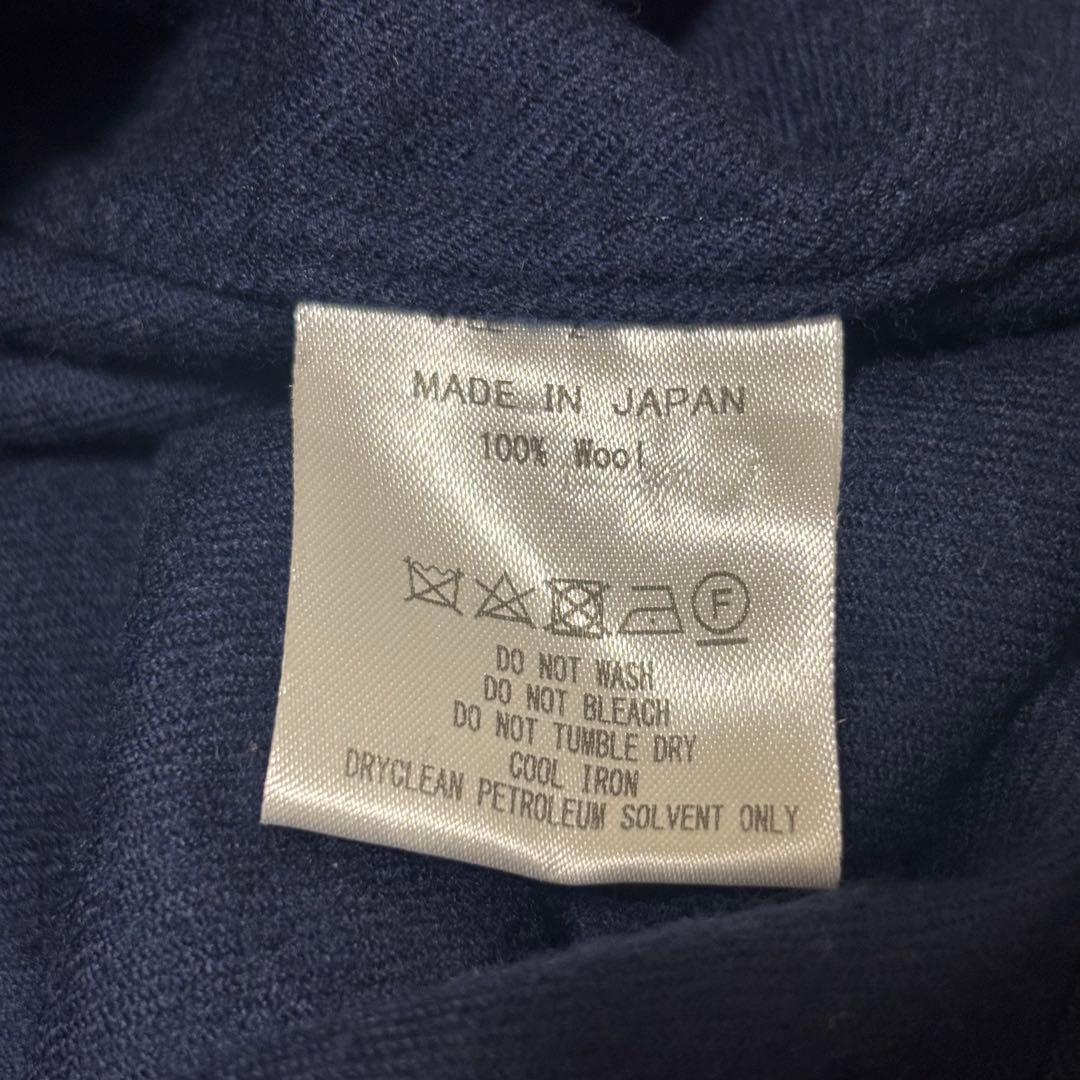 MADE IN JAPAN
100% Wool
F
DO NOT WASH
DO NOT BLEACH
DO NOT TUMBLE DRY
COOL IRON
DRYCLEAN PETROLEUM SOLVENT ONLY